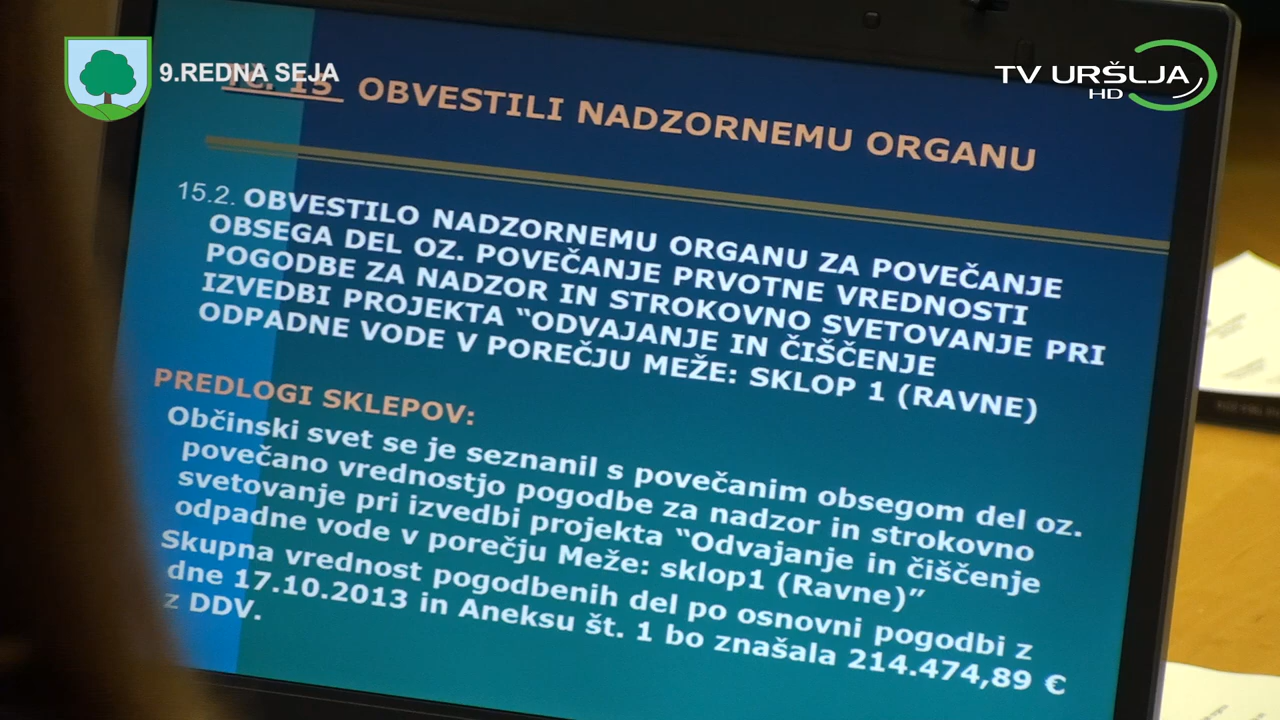 9.REDNA SEJA
TV URŠLJA
HD
TČ. 15 OBVESTILI NADZORNEMU ORGANU
15.2. OBVESTILO NADZORNEMU ORGANU ZA POVEČANJE
OBSEGA DEL OZ. POVEČANJE PRVOTNE VREDNOSTI
POGODBE ZA NADZOR IN STROKOVNO SVETOVANJE PRI
IZVEDBI PROJEKTA “ODVAJANJE IN ČIŠČENJE
ODPADNE VODE V POREČJU MEŽE: SKLOP 1 (RAVNE)
PREDLOGI SKLEPOV:
Občinski svet se je seznanil s povečanim obsegom del oz.
povečano vrednostjo pogodbe za nadzor in strokovno
svetovanje pri izvedbi projekta “Odvajanje in čiščenje
odpadne vode v porečju Meže: sklop1 (Ravne)”
Skupna vrednost pogodbenih del po osnovni pogodbi z
dne 17.10.2013 in Aneksu št. 1 bo znašala 214.474,89 €
z DDV.